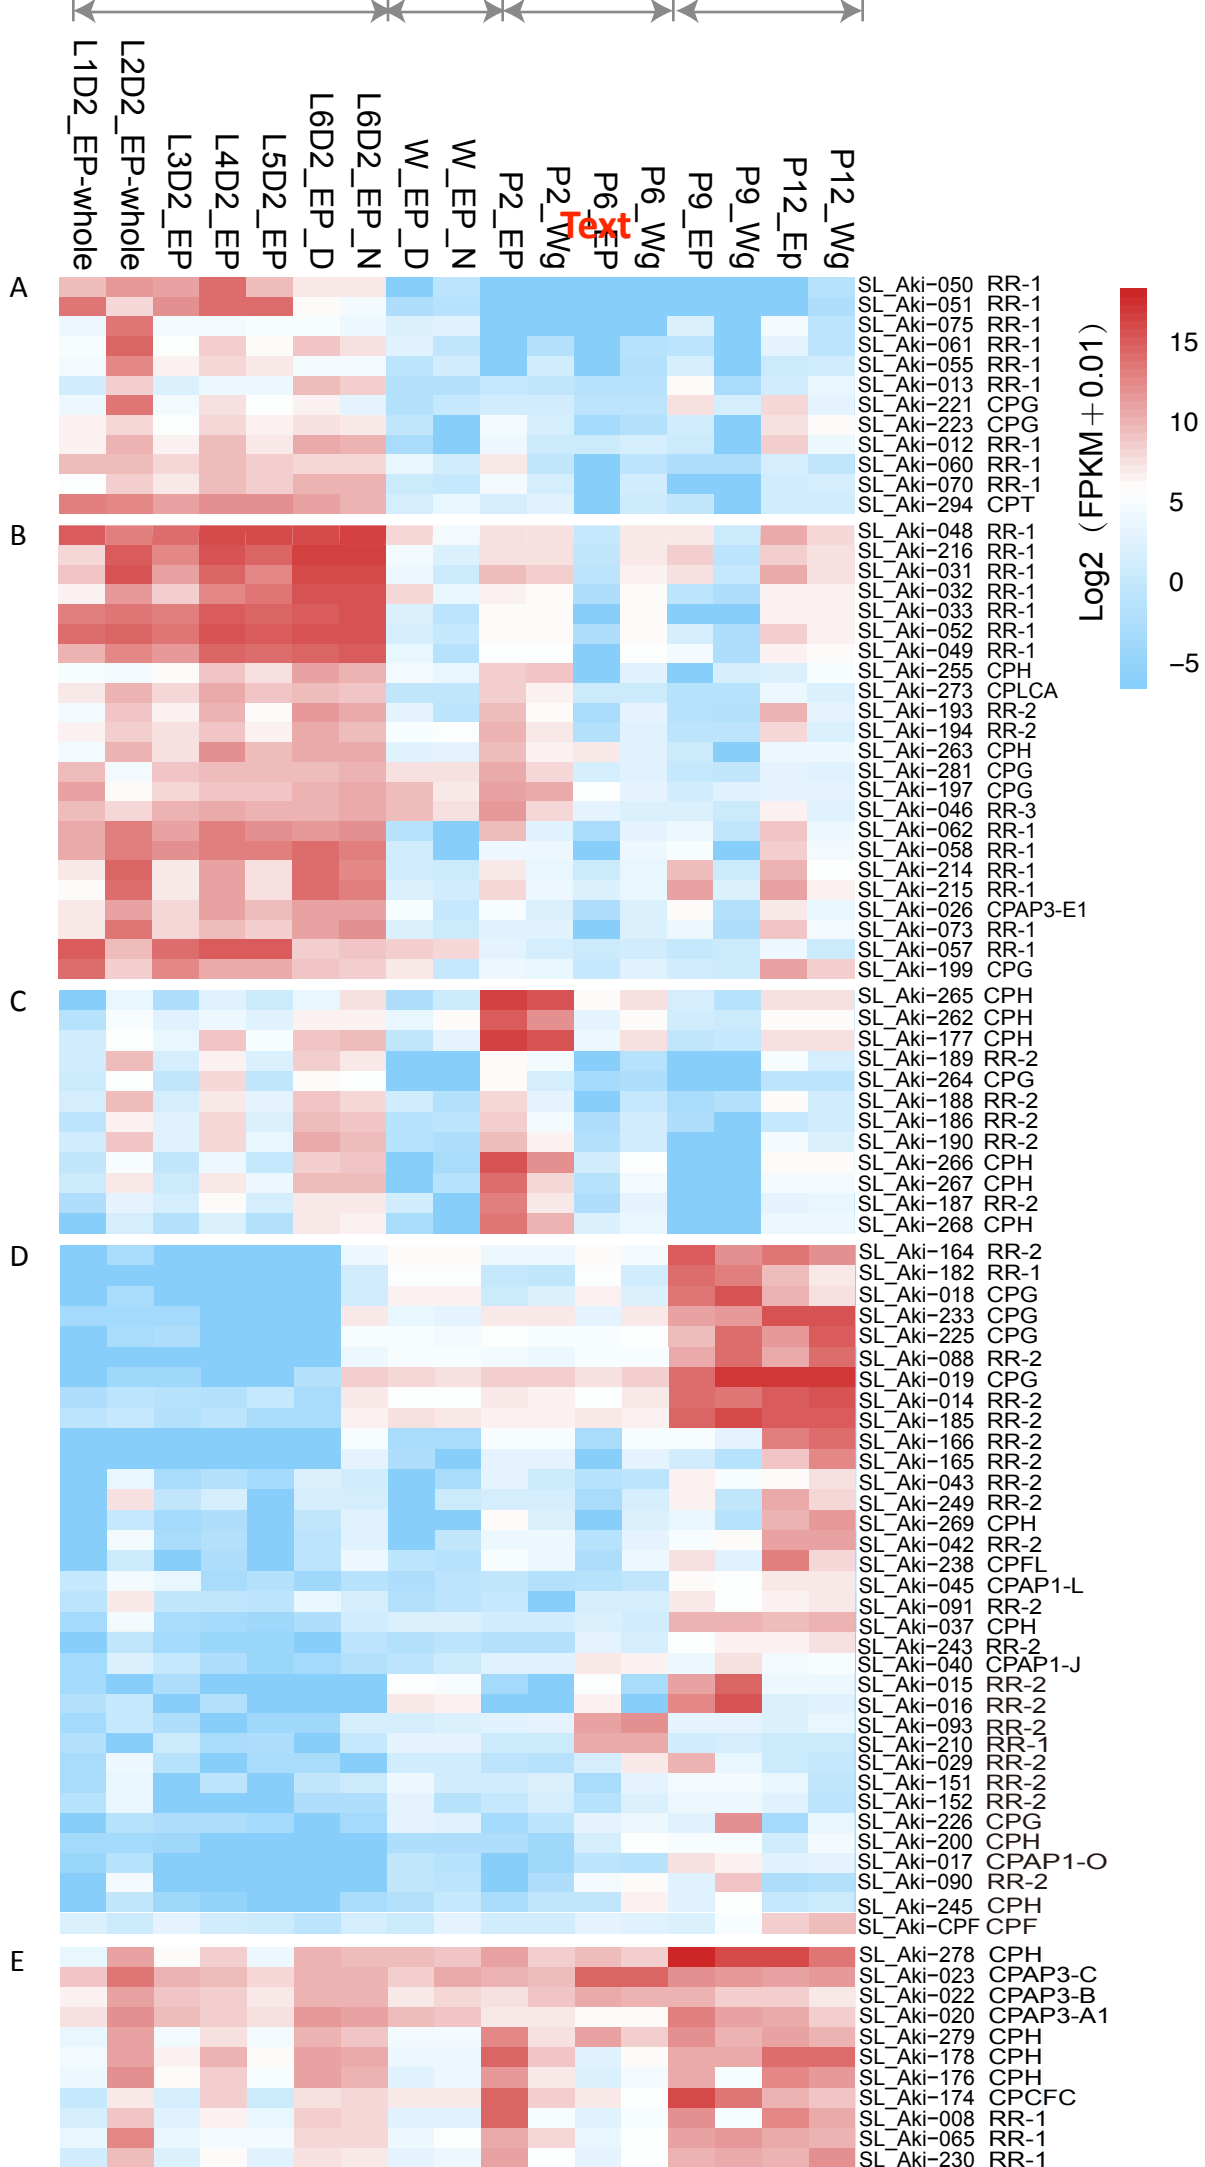 L1D2_EP-whole
L2D2_EP-whole
L3D2_EP
L4D2_EP
L5D2_EP
L6D2_EP_D
L6D2_EP_N
W_EP_D
W_EP_N
P2_EP
P2_Wg
P6_EP
P6_Wg
P9_EP
P9_Wg
P12_Ep
P12_Wg
Text
A
SL_Aki−050 RR-1
SL_Aki−051 RR-1
SL_Aki−075 RR-1
SL_Aki−061 RR-1
SL_Aki−055 RR-1
SL_Aki−013 RR-1
SL_Aki−221 CPG
SL_Aki−223 CPG
SL_Aki−012 RR-1
SL_Aki−060 RR-1
SL_Aki−070 RR-1
SL_Aki−294 CPT
B
SL_Aki−048 RR-1
SL_Aki−216 RR-1
SL_Aki−031 RR-1
SL_Aki−032 RR-1
SL_Aki−033 RR-1
SL_Aki−052 RR-1
SL_Aki−049 RR-1
SL_Aki−255 CPH
SL_Aki−273 CPLCA
SL_Aki−193 RR-2
SL_Aki−194 RR-2
SL_Aki−263 CPH
SL_Aki−281 CPG
SL_Aki−197 CPG
SL_Aki−046 RR-3
SL_Aki−062 RR-1
SL_Aki−058 RR-1
SL_Aki−214 RR-1
SL_Aki−215 RR-1
SL_Aki−026 CPAP3-E1
SL_Aki−073 RR-1
SL_Aki−057 RR-1
SL_Aki−199 CPG
C
SL_Aki−265 CPH
SL_Aki−262 CPH
SL_Aki−177 CPH
SL_Aki−189 RR-2
SL_Aki−264 CPG
SL_Aki−188 RR-2
SL_Aki−186 RR-2
SL_Aki−190 RR-2
SL_Aki−266 CPH
SL_Aki−267 CPH
SL_Aki−187 RR-2
SL_Aki−268 CPH
D
SL_Aki−164 RR-2
SL_Aki−182 RR-1
SL_Aki−018 CPG
SL_Aki−233 CPG
SL_Aki−225 CPG
SL_Aki−088 RR-2
SL_Aki−019 CPG
SL_Aki−014 RR-2
SL_Aki−185 RR-2
SL_Aki−166 RR-2
SL_Aki−165 RR-2
SL_Aki−043 RR-2
SL_Aki−249 RR-2
SL_Aki−269 CPH
SL_Aki−042 RR-2
SL_Aki−238 CPFL
SL_Aki−045 CPAP1-L
SL_Aki−091 RR-2
SL_Aki−037 CPH
SL_Aki−243 RR-2
SL_Aki−040 CPAP1-J
SL_Aki−015 RR-2
SL_Aki−016 RR-2
SL_Aki−093 RR-2
SL_Aki−210 RR-1
SL_Aki−029 RR-2
SL_Aki−151 RR-2
SL_Aki−152 RR-2
SL_Aki−226 CPG
SL_Aki−200 CPH
SL_Aki−017 CPAP1-O
SL_Aki−090 RR-2
SL_Aki−245 CPH
SL_Aki−CPF CPF
E
SL_Aki−278 CPH
SL_Aki−023 CPAP3-C
SL_Aki−022 CPAP3-B
SL_Aki−020 CPAP3-A1
SL_Aki−279 CPH
SL_Aki−178 CPH
SL_Aki−176 CPH
SL_Aki−174 CPCFC
SL_Aki−008 RR-1
SL_Aki−065 RR-1
SL_Aki−230 RR-1
Log2（FPKM＋0.01）
15
10
5
0
−5